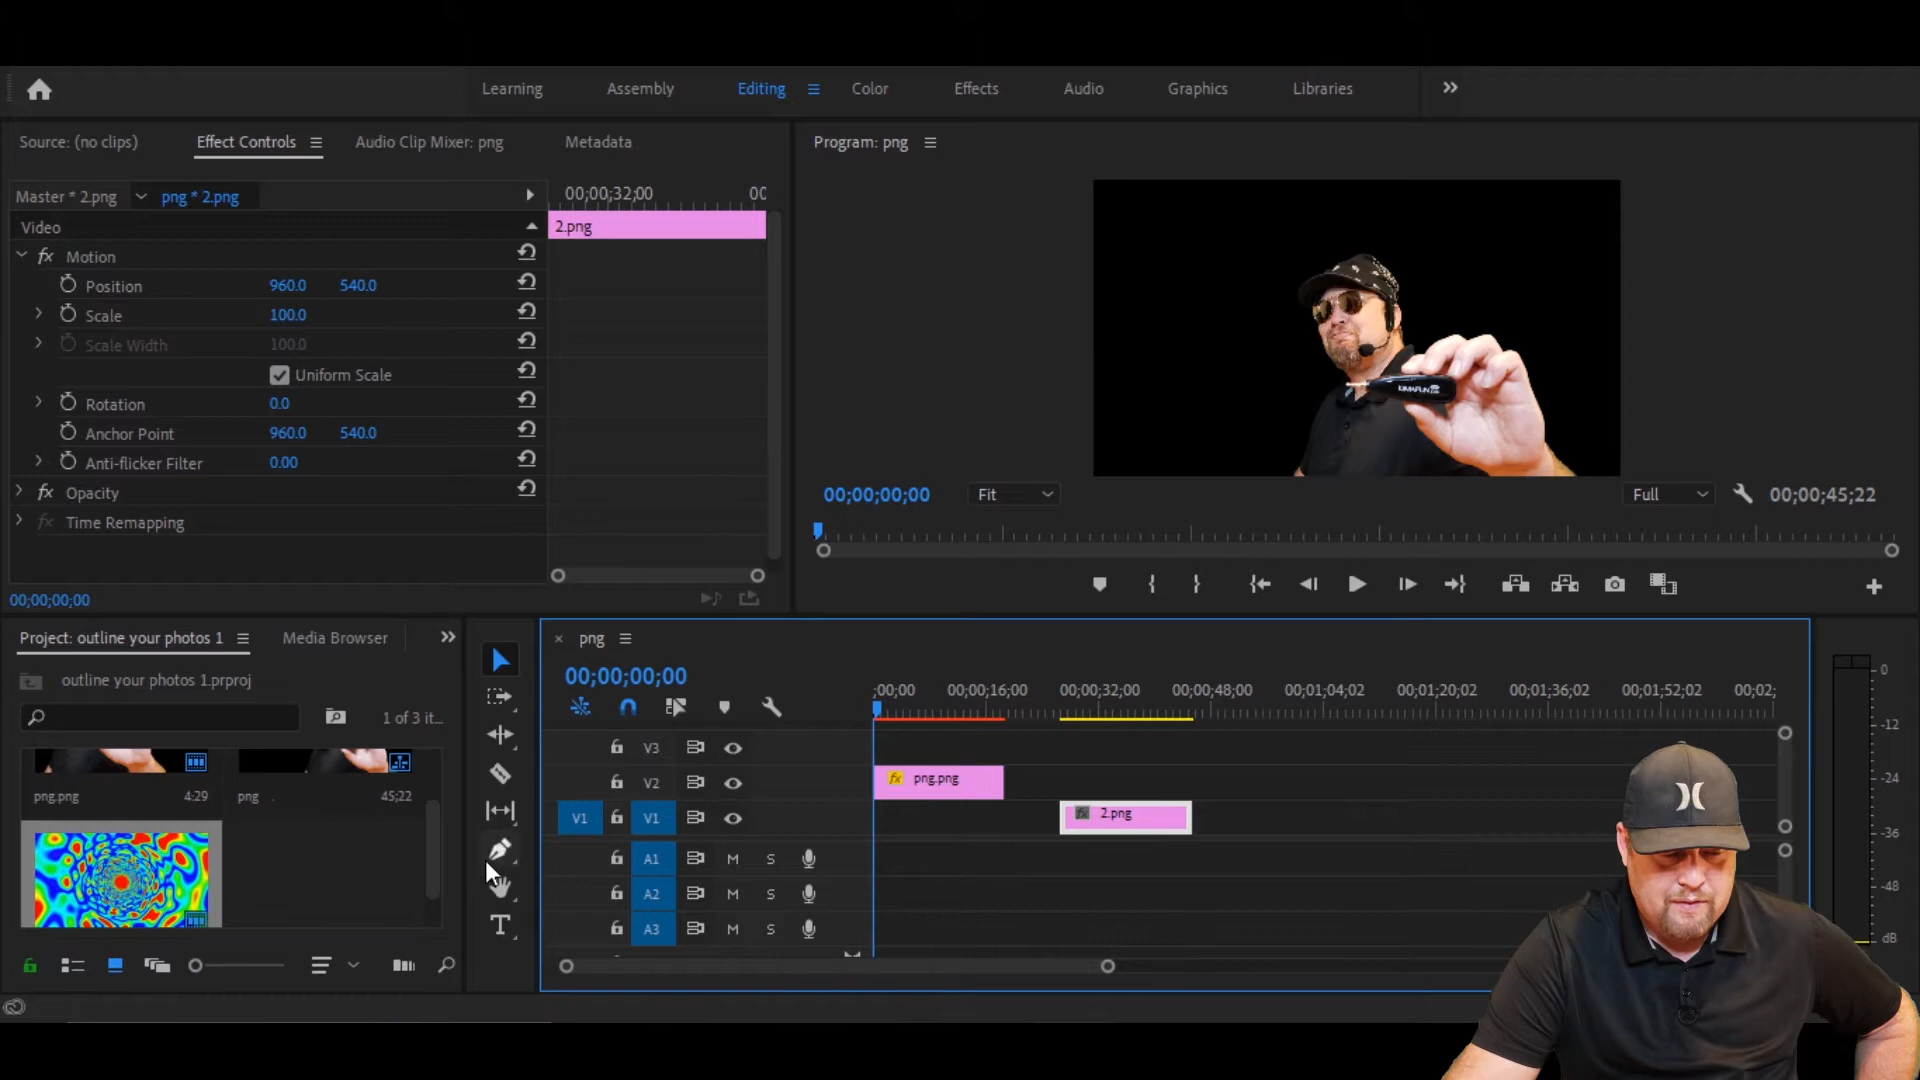 Learning Assembly Editing Color Effects Audio Graphics Libraries
Source: (no clips) Effect Controls Audio Clip Mixer: png Metadata
Program: png
Master * 2.png png * 2.png
00;00;32;00 00
Video
2.png
fx Motion
Position 960.0 540.0
Scale 100.0
Scale Width 100.0
Uniform Scale
Rotation 0.0
Anchor Point 960.0 540.0
Anti-flicker Filter 0.00
fx Opacity
fx Time Remapping
00;00;00;00
00;00;00;00 Fit Full 00;00;45;22
Project: outline your photos 1 Media Browser
outline your photos 1.prproj
1 of 3 it...
png.png 4:29
png 45;22
png
00;00;00;00
;00;00 00;00;16;00 00;00;32;00 00;00;48;00 00;01;04;02 00;01;20;02 00;01;36;02 00;01;52;02 00;02;
V3
V2
fx png.png
V1 V1
fx 2.png
A1 M S
A2 M S
A3 M S
T
0
-12
-24
-36
-48
dB